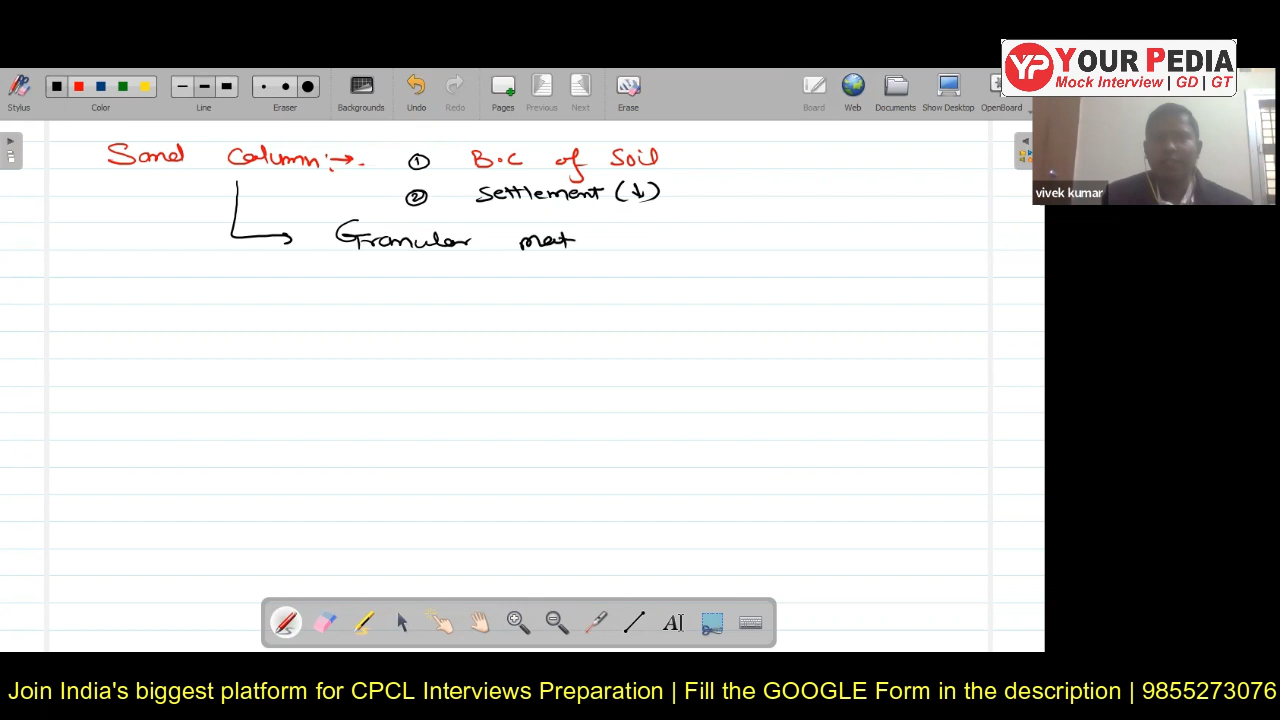 YP YOUR PEDIA
Mock Interview | GD | GT
Stylus Color Line Eraser Backgrounds Undo Redo Pages Previous Next Erase Board Web Documents Show Desktop OpenBoard
Sand Column :→. ① B.C of Soil
② Settlement (↓)
Granular mat
vivek kumar
Join India's biggest platform for CPCL Interviews Preparation | Fill the GOOGLE Form in the description | 9855273076